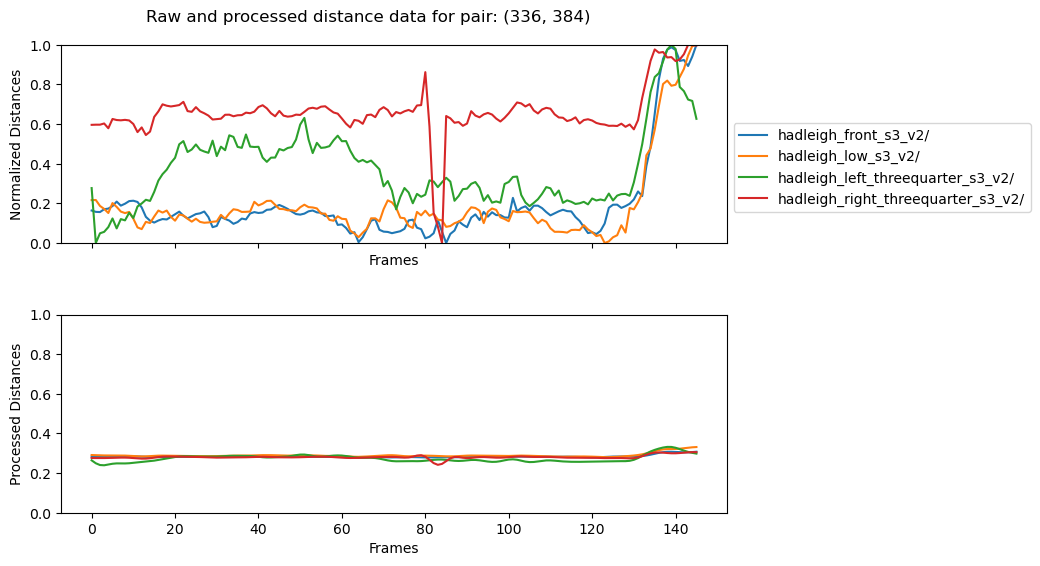 Raw and processed distance data for pair: (336, 384)
1.0
0.8
0.6
0.4
0.2
0.0
Normalized Distances
Frames
hadleigh_front_s3_v2/
hadleigh_low_s3_v2/
hadleigh_left_threequarter_s3_v2/
hadleigh_right_threequarter_s3_v2/
1.0
0.8
0.6
0.4
0.2
0.0
Processed Distances
0 20 40 60 80 100 120 140
Frames